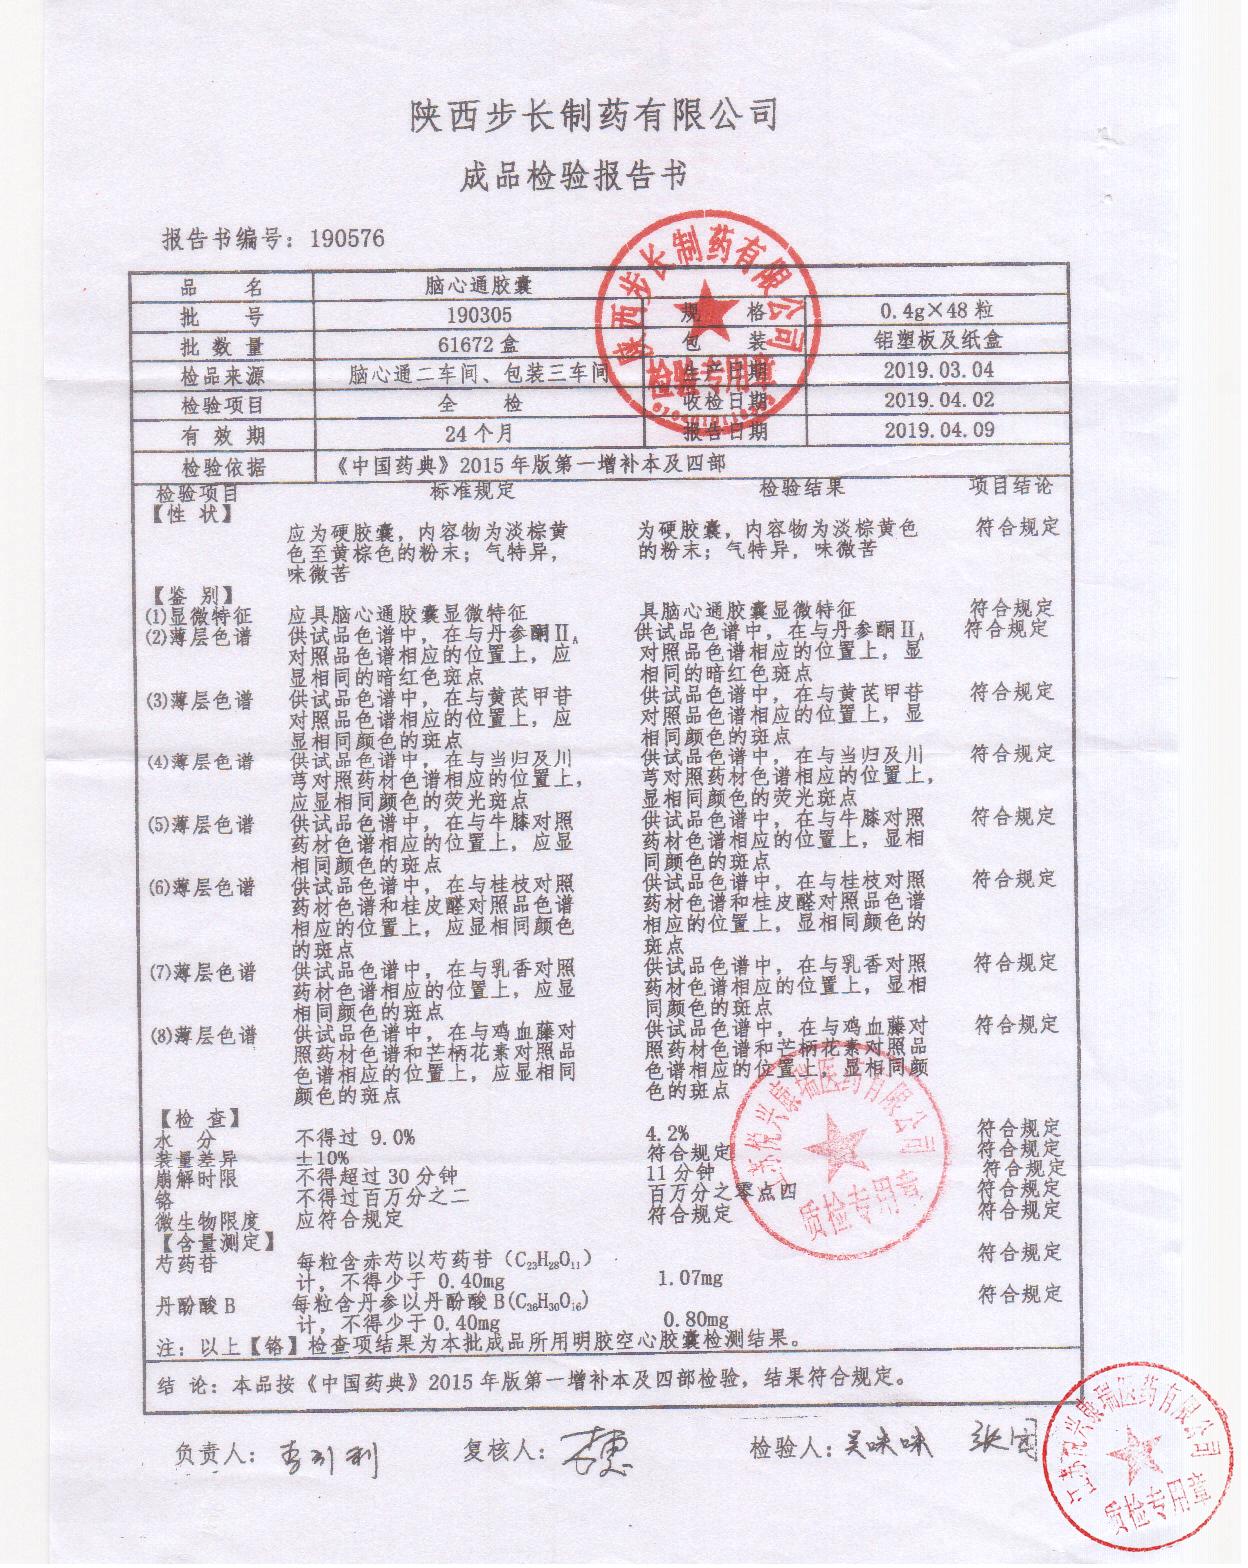 陕西步长制药有限公司
成品检验报告书
报告书编号：190576
品 名 脑心通胶囊
批 号 190305 规 格 0.4g×48粒
批数量 61672盒 包 装 铝塑板及纸盒
检品来源 脑心通二车间、包装三车间 生产日期 2019.03.04
检验项目 全 检 收检日期 2019.04.02
有效期 24个月 报告日期 2019.04.09
检验依据 《中国药典》2015年版第一增补本及四部
检验项目 标准规定 检验结果 项目结论
【性 状】
应为硬胶囊，内容物为淡棕黄 为硬胶囊，内容物为淡棕黄色 符合规定
色至黄棕色的粉末；气特异， 的粉末；气特异，味微苦
味微苦
【鉴 别】
(1)显微特征 应具脑心通胶囊显微特征 具脑心通胶囊显微特征 符合规定
(2)薄层色谱 供试品色谱中，在与丹参酮ⅡA 供试品色谱中，在与丹参酮ⅡA 符合规定
对照品色谱相应的位置上，应 对照品色谱相应的位置上，显
显相同的暗红色斑点 相同的暗红色斑点
(3)薄层色谱 供试品色谱中，在与黄芪甲苷 供试品色谱中，在与黄芪甲苷 符合规定
对照品色谱相应的位置上，应 对照品色谱相应的位置上，显
显相同颜色的斑点 相同颜色的斑点
(4)薄层色谱 供试品色谱中，在与当归及川 供试品色谱中，在与当归及川 符合规定
芎对照药材色谱相应的位置上， 芎对照药材色谱相应的位置上，
应显相同颜色的荧光斑点 显相同颜色的荧光斑点
(5)薄层色谱 供试品色谱中，在与牛膝对照 供试品色谱中，在与牛膝对照 符合规定
药材色谱相应的位置上，应显 药材色谱相应的位置上，显相
相同颜色的斑点 同颜色的斑点
(6)薄层色谱 供试品色谱中，在与桂枝对照 供试品色谱中，在与桂枝对照 符合规定
药材色谱和桂皮醛对照品色谱 药材色谱和桂皮醛对照品色谱
相应的位置上，应显相同颜色 相应的位置上，显相同颜色的
的斑点 斑点
(7)薄层色谱 供试品色谱中，在与乳香对照 供试品色谱中，在与乳香对照 符合规定
药材色谱相应的位置上，应显 药材色谱相应的位置上，显相
相同颜色的斑点 同颜色的斑点
(8)薄层色谱 供试品色谱中，在与鸡血藤对 供试品色谱中，在与鸡血藤对 符合规定
照药材色谱和芒柄花素对照品 照药材色谱和芒柄花素对照品
色谱相应的位置上，应显相同 色谱相应的位置上，显相同颜
颜色的斑点 色的斑点
【检 查】
水 分 不得过 9.0% 4.2% 符合规定
装量差异 ±10% 符合规定 符合规定
崩解时限 不得超过30分钟 11分钟 符合规定
铬 不得过百万分之二 百万分之零点四 符合规定
微生物限度 应符合规定 符合规定 符合规定
【含量测定】
芍药苷 每粒含赤芍以芍药苷（C23H28O11） 符合规定
计，不得少于 0.40mg 1.07mg
丹酚酸B 每粒含丹参以丹酚酸B(C36H30O16) 符合规定
计，不得少于0.40mg 0.80mg
注：以上【铬】检查项结果为本批成品所用明胶空心胶囊检测结果。
结 论：本品按《中国药典》2015年版第一增补本及四部检验，结果符合规定。
负责人：李引利 复核人： 检验人：吴味味
陕西步长制药有限公司
检验专用章
江苏悦兴康瑞医药有限公司
质检专用章
江苏悦兴康瑞医药有限公司
质检专用章